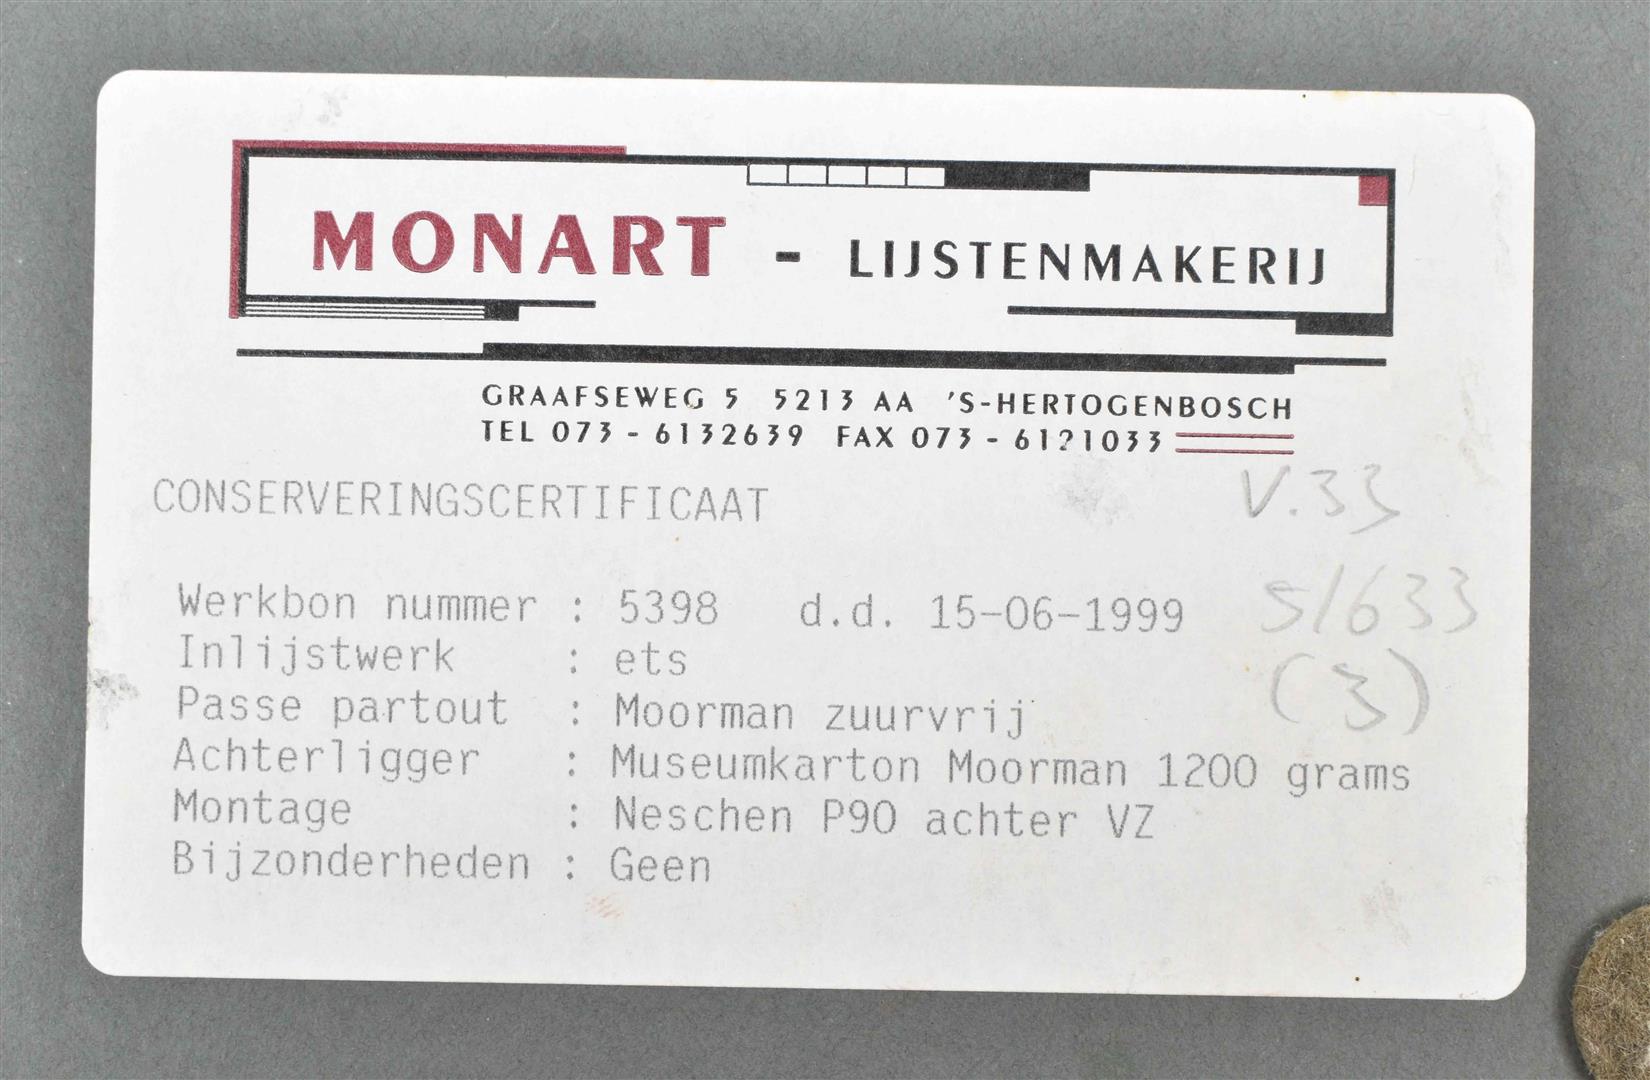 MONART - LIJSTENMAKERIJ
GRAAFSEWEG 5 5213 AA 'S-HERTOGENBOSCH
TEL 073 - 6132639 FAX 073 - 6121033
CONSERVERINGSCERTIFICAAT
V.33
Werkbon nummer : 5398 d.d. 15-06-1999
S/633
Inlijstwerk : ets
(3)
Passe partout : Moorman zuurvrij
Achterligger : Museumkarton Moorman 1200 grams
Montage : Neschen P90 achter VZ
Bijzonderheden : Geen